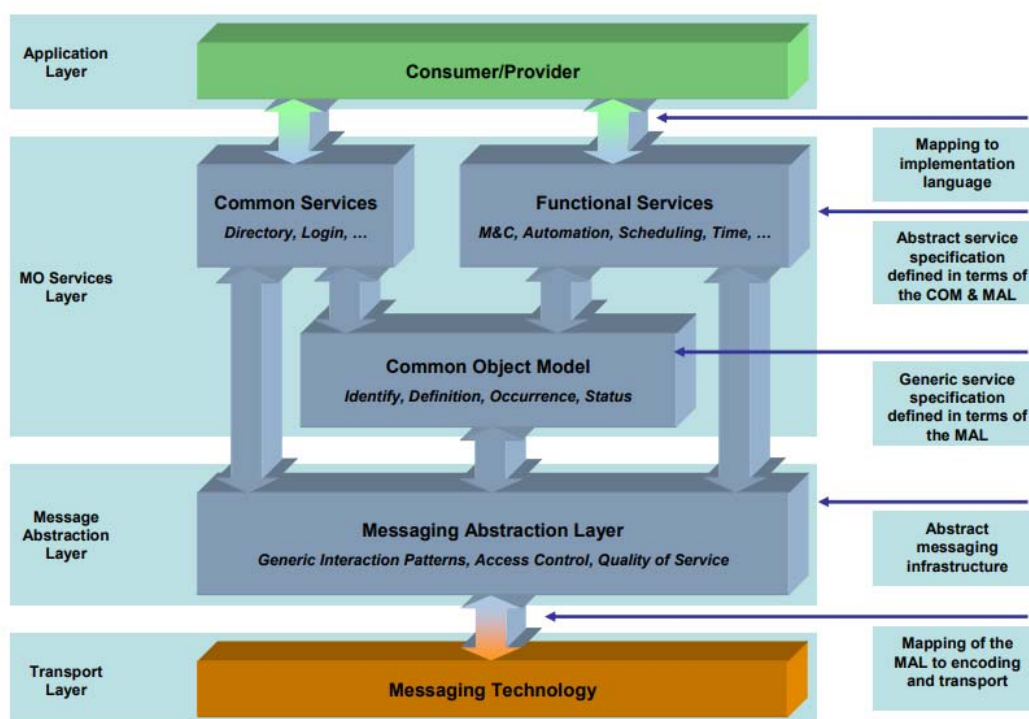 Application
Layer
Consumer/Provider
Mapping to
implementation
language
MO Services
Layer
Common Services
Directory, Login, ...
Functional Services
M&C, Automation, Scheduling, Time, ...
Abstract service
specification
defined in terms of
the COM & MAL
Common Object Model
Identify, Definition, Occurrence, Status
Generic service
specification
defined in terms of
the MAL
Message
Abstraction
Layer
Messaging Abstraction Layer
Generic Interaction Patterns, Access Control, Quality of Service
Abstract
messaging
infrastructure
Mapping of the
MAL to encoding
and transport
Transport
Layer
Messaging Technology